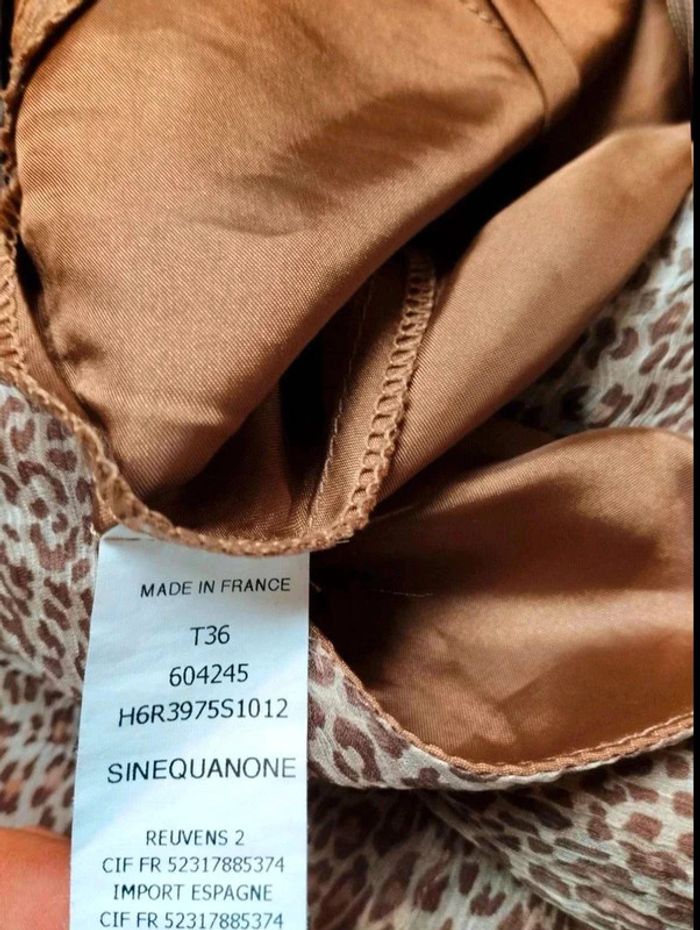 MADE IN FRANCE
T36
604245
H6R3975S1012
SINEQUANONE
REUVENS 2
CIF FR 52317885374
IMPORT ESPAGNE
CIF FR 52317885374